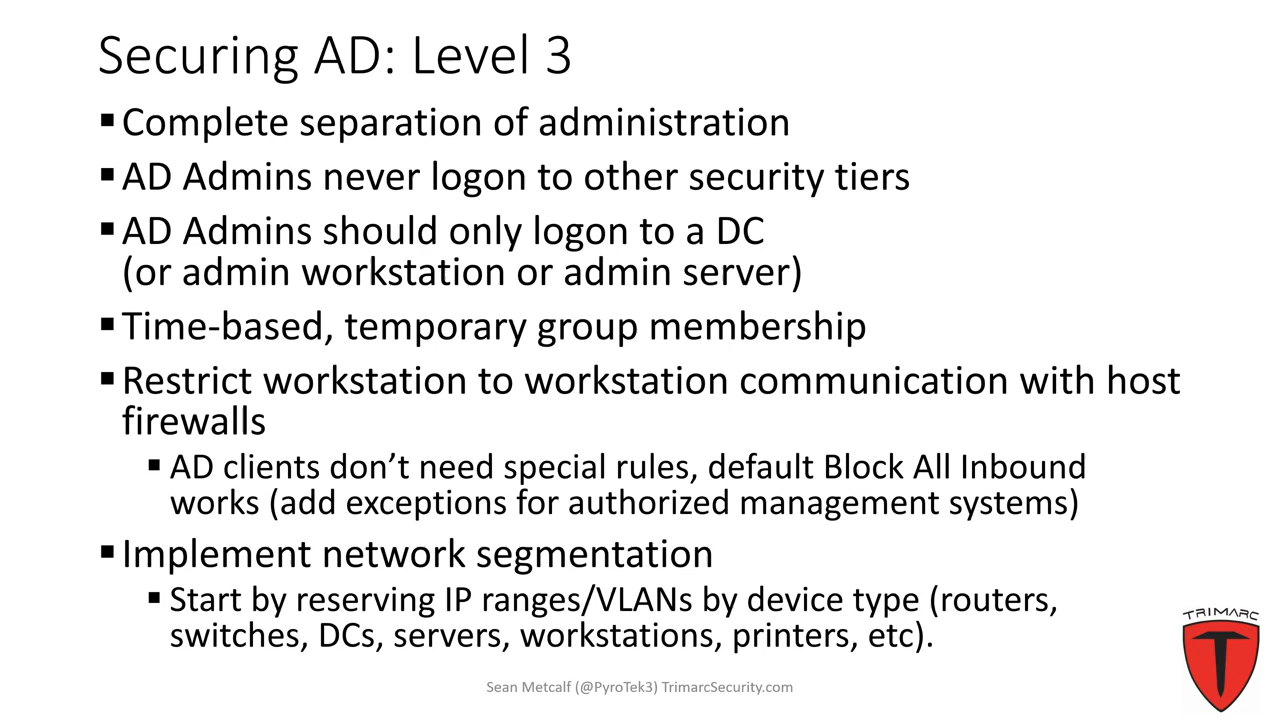 Securing AD: Level 3
▪Complete separation of administration
▪AD Admins never logon to other security tiers
▪AD Admins should only logon to a DC
(or admin workstation or admin server)
▪Time-based, temporary group membership
▪Restrict workstation to workstation communication with host
firewalls
▪AD clients don’t need special rules, default Block All Inbound
works (add exceptions for authorized management systems)
▪Implement network segmentation
▪Start by reserving IP ranges/VLANs by device type (routers,
switches, DCs, servers, workstations, printers, etc).
TRIMARC
Sean Metcalf (@PyroTek3) TrimarcSecurity.com